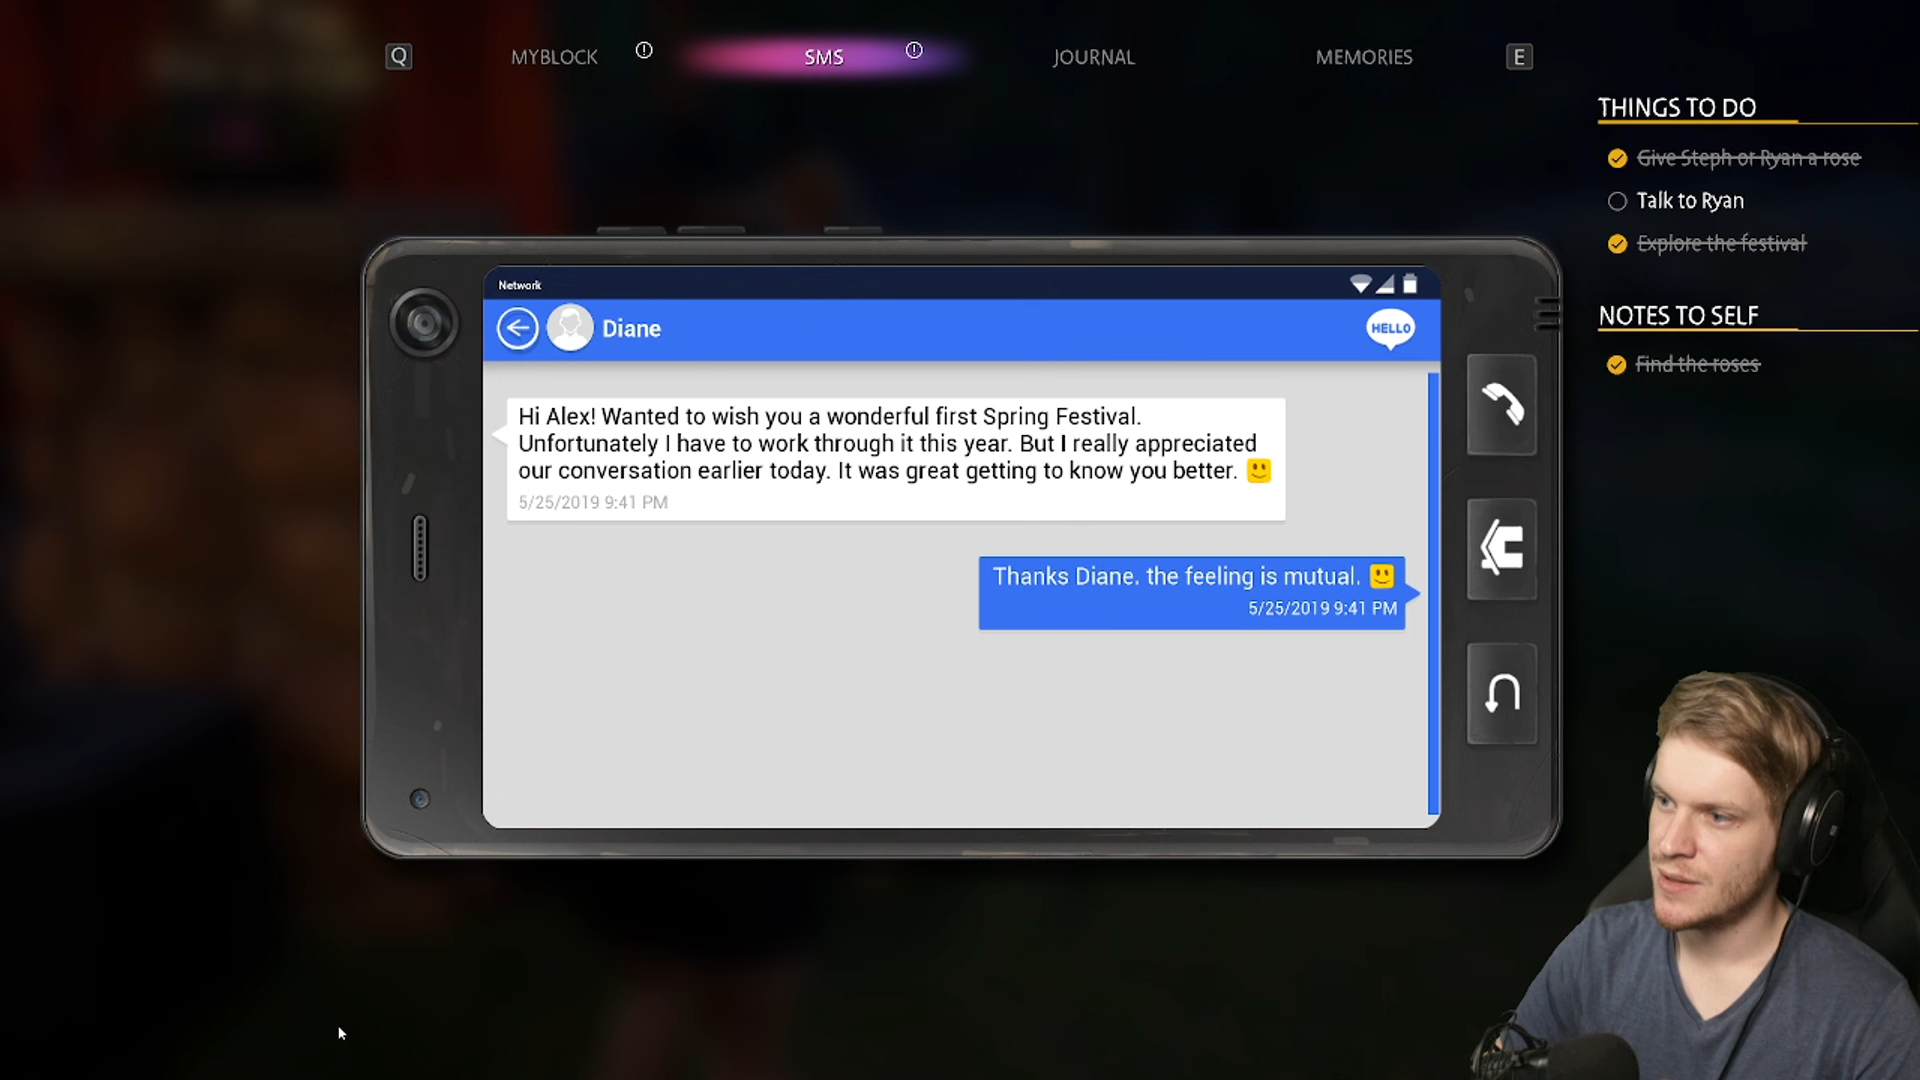 Q
MYBLOCK
SMS
JOURNAL
MEMORIES
E
THINGS TO DO
Give Steph or Ryan a rose
Talk to Ryan
Explore the festival
NOTES TO SELF
Find the roses
Network
Diane
HELLO
Hi Alex! Wanted to wish you a wonderful first Spring Festival.
Unfortunately I have to work through it this year. But I really appreciated
our conversation earlier today. It was great getting to know you better. 🙂
5/25/2019 9:41 PM
Thanks Diane. the feeling is mutual. 🙂
5/25/2019 9:41 PM